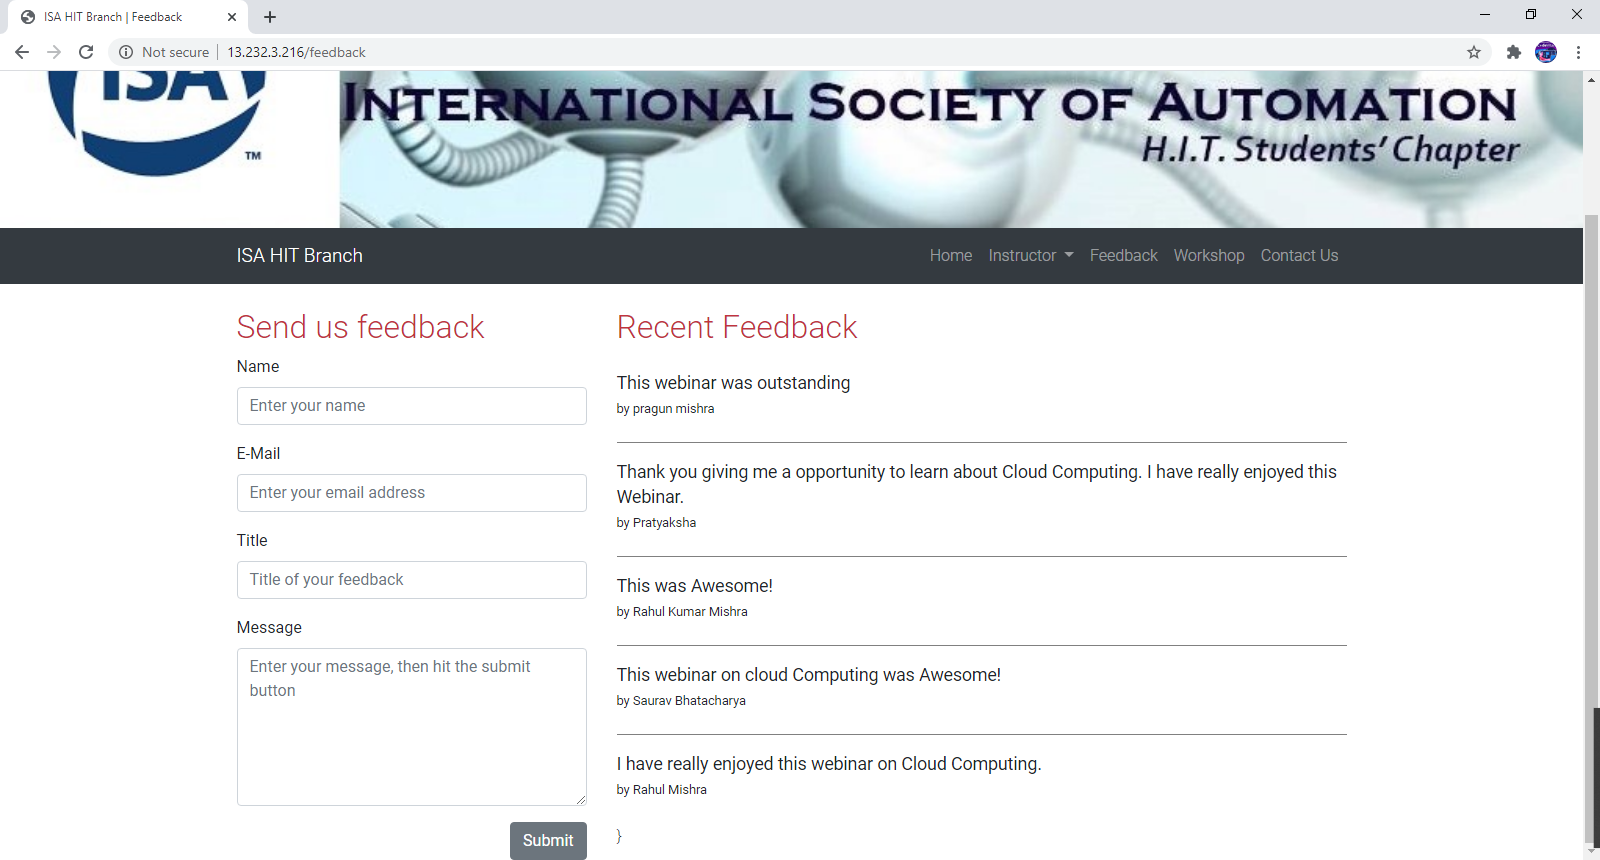 ISA HIT Branch | Feedback
Not secure | 13.232.3.216/feedback
ISA
TM
INTERNATIONAL SOCIETY OF AUTOMATION
H.I.T. Students' Chapter
ISA HIT Branch
Home Instructor Feedback Workshop Contact Us
Send us feedback
Name
Enter your name
E-Mail
Enter your email address
Title
Title of your feedback
Message
Enter your message, then hit the submit
button
Submit
Recent Feedback
This webinar was outstanding
by pragun mishra
Thank you giving me a opportunity to learn about Cloud Computing. I have really enjoyed this
Webinar.
by Pratyaksha
This was Awesome!
by Rahul Kumar Mishra
This webinar on cloud Computing was Awesome!
by Saurav Bhatacharya
I have really enjoyed this webinar on Cloud Computing.
by Rahul Mishra
}